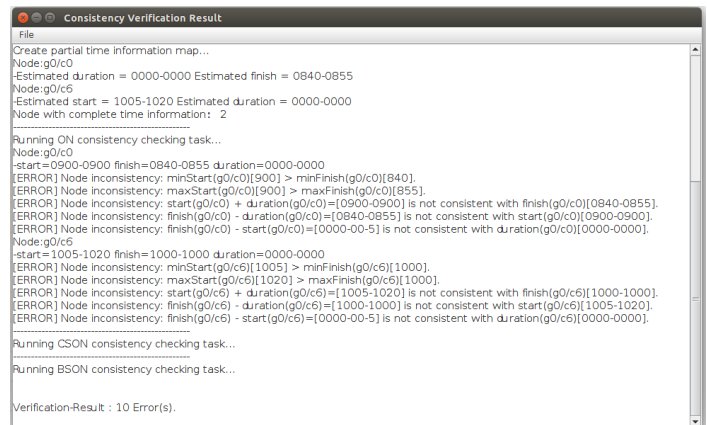 Consistency Verification Result
File
Create partial time information map...
Node:g0/c0
-Estimated duration = 0000-0000 Estimated finish = 0840-0855
Node:g0/c6
-Estimated start = 1005-1020 Estimated duration = 0000-0000
Node with complete time information: 2
--------------------------------------------------
Running ON consistency checking task...
Node:g0/c0
-start=0900-0900 finish=0840-0855 duration=0000-0000
[ERROR] Node inconsistency: minStart(g0/c0)[900] > minFinish(g0/c0)[840].
[ERROR] Node inconsistency: maxStart(g0/c0)[900] > maxFinish(g0/c0)[855].
[ERROR] Node inconsistency: start(g0/c0) + duration(g0/c0)=[0900-0900] is not consistent with finish(g0/c0)[0840-0855].
[ERROR] Node inconsistency: finish(g0/c0) - duration(g0/c0)=[0840-0855] is not consistent with start(g0/c0)[0900-0900].
[ERROR] Node inconsistency: finish(g0/c0) - start(g0/c0)=[0000-00-5] is not consistent with duration(g0/c0)[0000-0000].
Node:g0/c6
-start=1005-1020 finish=1000-1000 duration=0000-0000
[ERROR] Node inconsistency: minStart(g0/c6)[1005] > minFinish(g0/c6)[1000].
[ERROR] Node inconsistency: maxStart(g0/c6)[1020] > maxFinish(g0/c6)[1000].
[ERROR] Node inconsistency: start(g0/c6) + duration(g0/c6)=[1005-1020] is not consistent with finish(g0/c6)[1000-1000].
[ERROR] Node inconsistency: finish(g0/c6) - duration(g0/c6)=[1000-1000] is not consistent with start(g0/c6)[1005-1020].
[ERROR] Node inconsistency: finish(g0/c6) - start(g0/c6)=[0000-00-5] is not consistent with duration(g0/c6)[0000-0000].
--------------------------------------------------
Running CSON consistency checking task...
--------------------------------------------------
Running BSON consistency checking task...
Verification-Result : 10 Error(s).